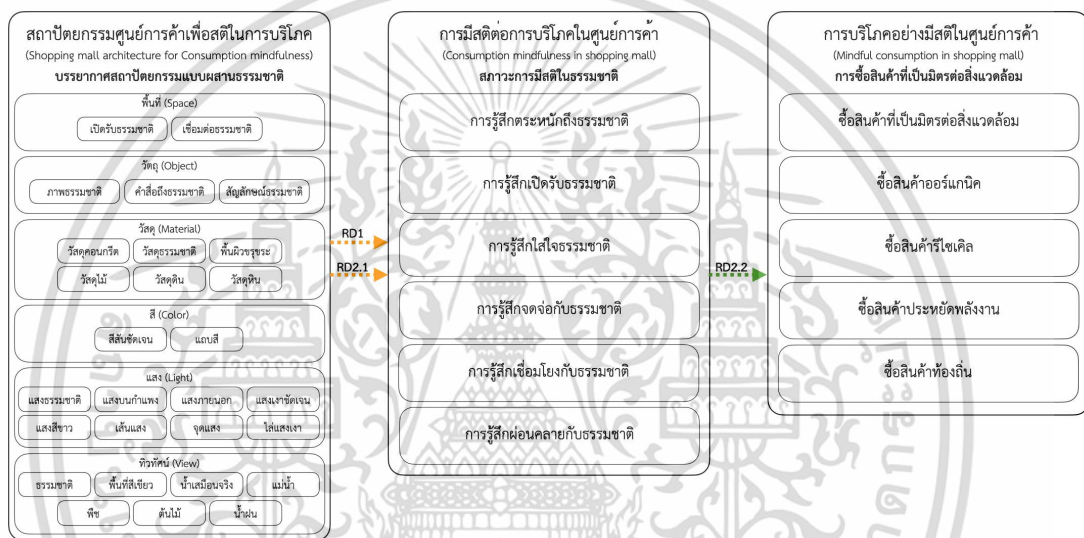 สถาปัตยกรรมศูนย์การค้าเพื่อสติในการบริโภค
(Shopping mall architecture for Consumption mindfulness)
บรรยากาศสถาปัตยกรรมแบบผสานธรรมชาติ
พื้นที่ (Space)
เปิดรับธรรมชาติ เชื่อมต่อธรรมชาติ
วัตถุ (Object)
ภาพธรรมชาติ คำสื่อถึงธรรมชาติ สัญลักษณ์ธรรมชาติ
วัสดุ (Material)
วัสดุคอนกรีต วัสดุธรรมชาติ พื้นผิวขรุขระ
วัสดุไม้ วัสดุดิน วัสดุหิน
สี (Color)
สีสันชัดเจน แถบสี
แสง (Light)
แสงธรรมชาติ แสงบนกำแพง แสงภายนอก แสงเงาชัดเจน
แสงสีขาว เส้นแสง จุดแสง ไล่แสงเงา
ทิวทัศน์ (View)
ธรรมชาติ พื้นที่สีเขียว น้ำเสมือนจริง แม่น้ำ
พืช ต้นไม้ น้ำฝน
RD1
RD2.1
การมีสติต่อการบริโภคในศูนย์การค้า
(Consumption mindfulness in shopping mall)
สภาวะการมีสติในธรรมชาติ
การรู้สึกตระหนักถึงธรรมชาติ
การรู้สึกเปิดรับธรรมชาติ
การรู้สึกใส่ใจธรรมชาติ
การรู้สึกจดจ่อกับธรรมชาติ
การรู้สึกเชื่อมโยงกับธรรมชาติ
การรู้สึกผ่อนคลายกับธรรมชาติ
RD2.2
การบริโภคอย่างมีสติในศูนย์การค้า
(Mindful consumption in shopping mall)
การซื้อสินค้าที่เป็นมิตรต่อสิ่งแวดล้อม
ซื้อสินค้าที่เป็นมิตรต่อสิ่งแวดล้อม
ซื้อสินค้าออร์แกนิค
ซื้อสินค้ารีไซเคิล
ซื้อสินค้าประหยัดพลังงาน
ซื้อสินค้าท้องถิ่น